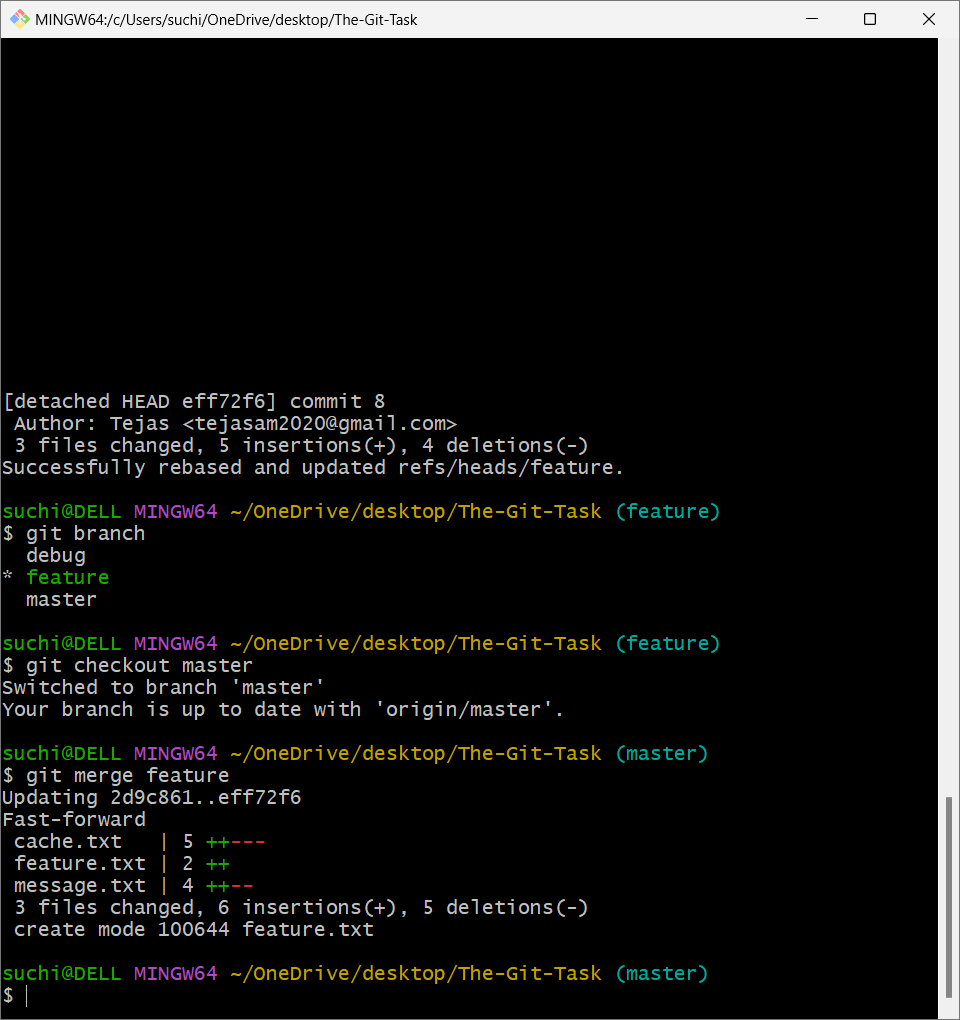 MINGW64:/c/Users/suchi/OneDrive/desktop/The-Git-Task
[detached HEAD eff72f6] commit 8
 Author: Tejas <tejasam2020@gmail.com>
 3 files changed, 5 insertions(+), 4 deletions(-)
Successfully rebased and updated refs/heads/feature.
suchi@DELL MINGW64 ~/OneDrive/desktop/The-Git-Task (feature)
$ git branch
  debug
* feature
  master
suchi@DELL MINGW64 ~/OneDrive/desktop/The-Git-Task (feature)
$ git checkout master
Switched to branch 'master'
Your branch is up to date with 'origin/master'.
suchi@DELL MINGW64 ~/OneDrive/desktop/The-Git-Task (master)
$ git merge feature
Updating 2d9c861..eff72f6
Fast-forward
 cache.txt   | 5 ++---
 feature.txt | 2 ++
 message.txt | 4 ++--
 3 files changed, 6 insertions(+), 5 deletions(-)
 create mode 100644 feature.txt
suchi@DELL MINGW64 ~/OneDrive/desktop/The-Git-Task (master)
$